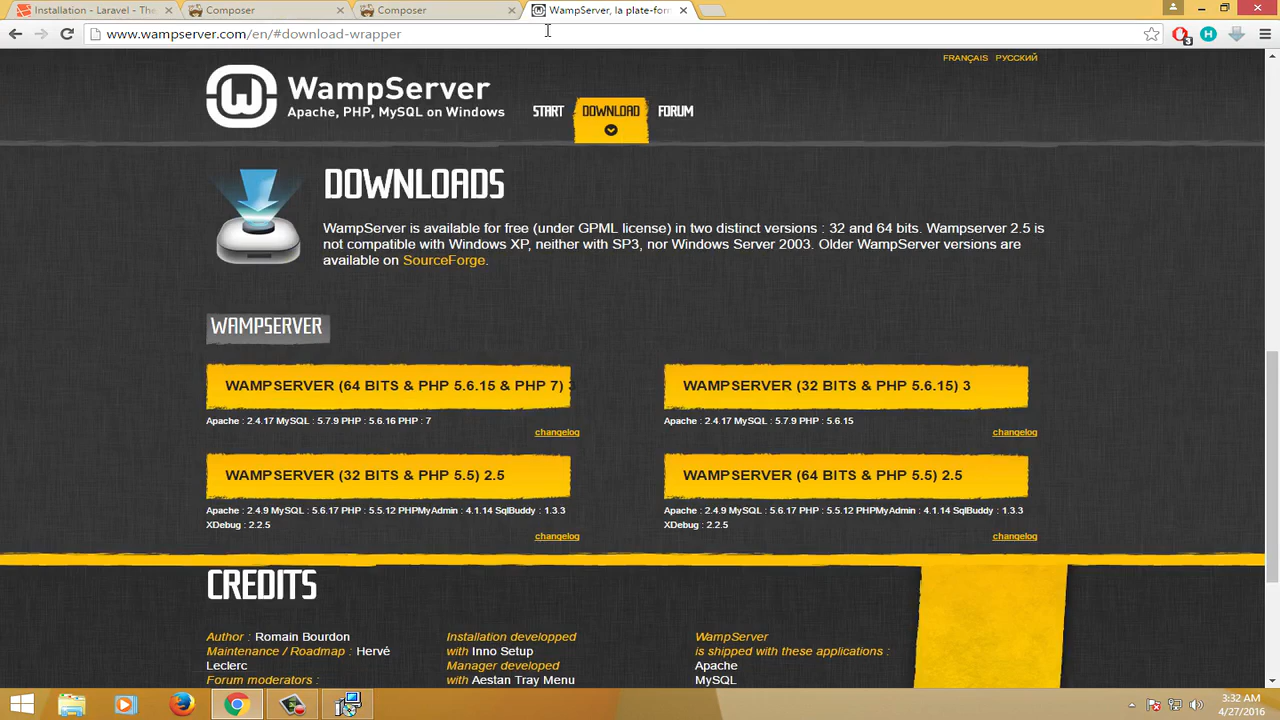 Installation - Laravel - The
Composer
Composer
WampServer, la plate-for
www.wampserver.com/en/#download-wrapper
3
H
FRANÇAIS РУССКИЙ
WampServer
Apache, PHP, MySQL on Windows
START DOWNLOAD FORUM
DOWNLOADS
WampServer is available for free (under GPML license) in two distinct versions : 32 and 64 bits. Wampserver 2.5 is
not compatible with Windows XP, neither with SP3, nor Windows Server 2003. Older WampServer versions are
available on SourceForge.
WAMPSERVER
WAMPSERVER (64 BITS & PHP 5.6.15 & PHP 7) 3
Apache : 2.4.17 MySQL : 5.7.9 PHP : 5.6.16 PHP : 7
changelog
WAMPSERVER (32 BITS & PHP 5.6.15) 3
Apache : 2.4.17 MySQL : 5.7.9 PHP : 5.6.15
changelog
WAMPSERVER (32 BITS & PHP 5.5) 2.5
Apache : 2.4.9 MySQL : 5.6.17 PHP : 5.5.12 PHPMyAdmin : 4.1.14 SqlBuddy : 1.3.3
XDebug : 2.2.5
changelog
WAMPSERVER (64 BITS & PHP 5.5) 2.5
Apache : 2.4.9 MySQL : 5.6.17 PHP : 5.5.12 PHPMyAdmin : 4.1.14 SqlBuddy : 1.3.3
XDebug : 2.2.5
changelog
CREDITS
Author : Romain Bourdon
Maintenance / Roadmap : Hervé
Leclerc
Forum moderators :
Installation developped
with Inno Setup
Manager developed
with Aestan Tray Menu
WampServer
is shipped with these applications :
Apache
MySQL
3:32 AM
4/27/2016